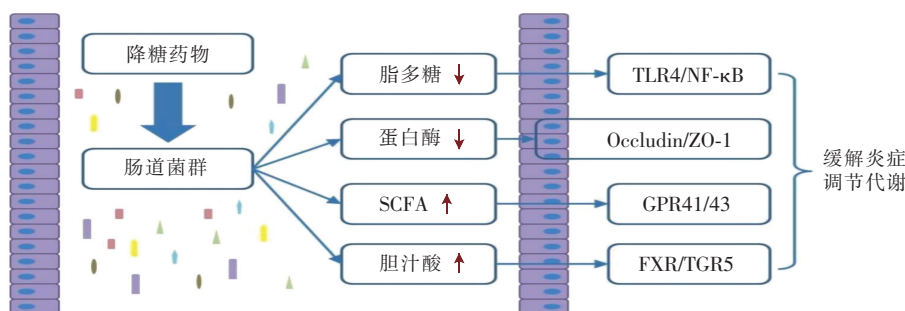 降糖药物
肠道菌群
脂多糖
蛋白酶
SCFA
胆汁酸
TLR4/NF-κB
Occludin/ZO-1
GPR41/43
FXR/TGR5
缓解炎症
调节代谢